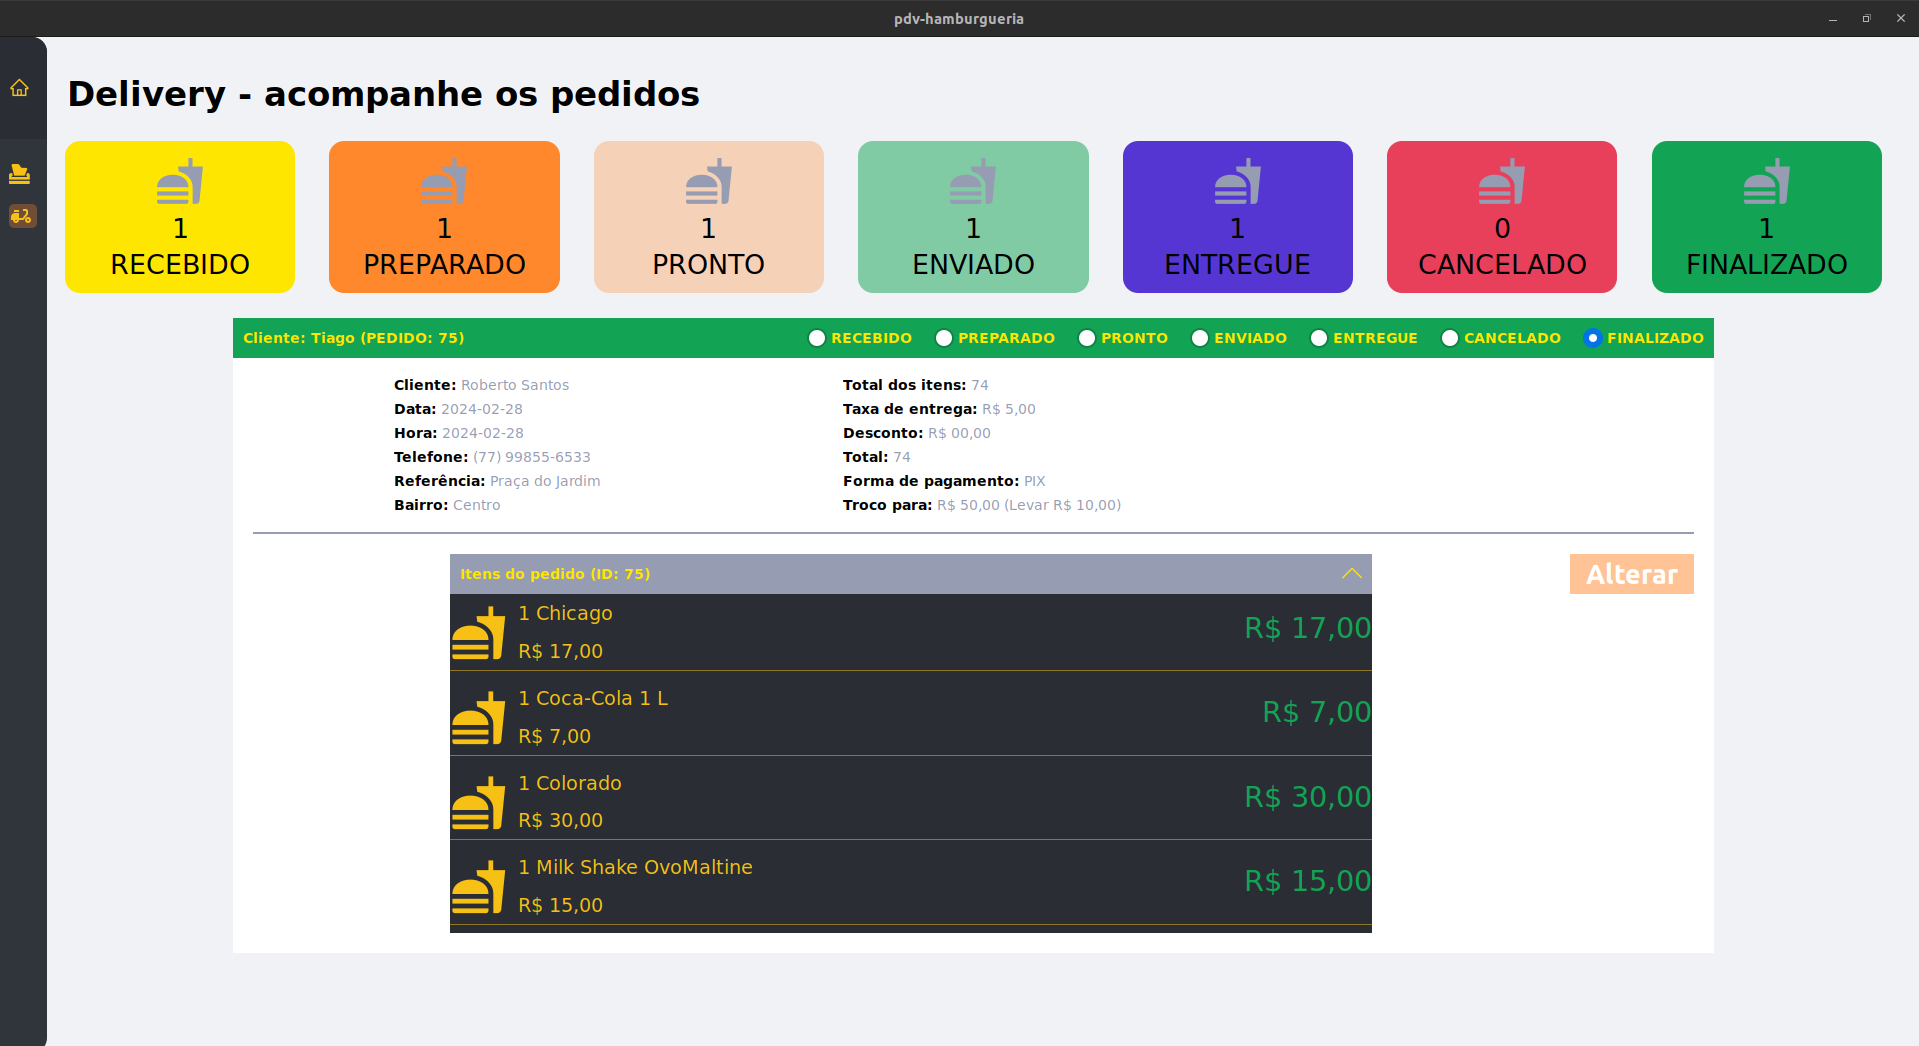 pdv-hamburgueria
Delivery - acompanhe os pedidos
1
RECEBIDO
1
PREPARADO
1
PRONTO
1
ENVIADO
1
ENTREGUE
0
CANCELADO
1
FINALIZADO
Cliente: Tiago (PEDIDO: 75) RECEBIDO PREPARADO PRONTO ENVIADO ENTREGUE CANCELADO FINALIZADO
Cliente: Roberto Santos
Data: 2024-02-28
Hora: 2024-02-28
Telefone: (77) 99855-6533
Referência: Praça do Jardim
Bairro: Centro
Total dos itens: 74
Taxa de entrega: R$ 5,00
Desconto: R$ 00,00
Total: 74
Forma de pagamento: PIX
Troco para: R$ 50,00 (Levar R$ 10,00)
Itens do pedido (ID: 75)
Alterar
1 Chicago
R$ 17,00
R$ 17,00
1 Coca-Cola 1 L
R$ 7,00
R$ 7,00
1 Colorado
R$ 30,00
R$ 30,00
1 Milk Shake OvoMaltine
R$ 15,00
R$ 15,00